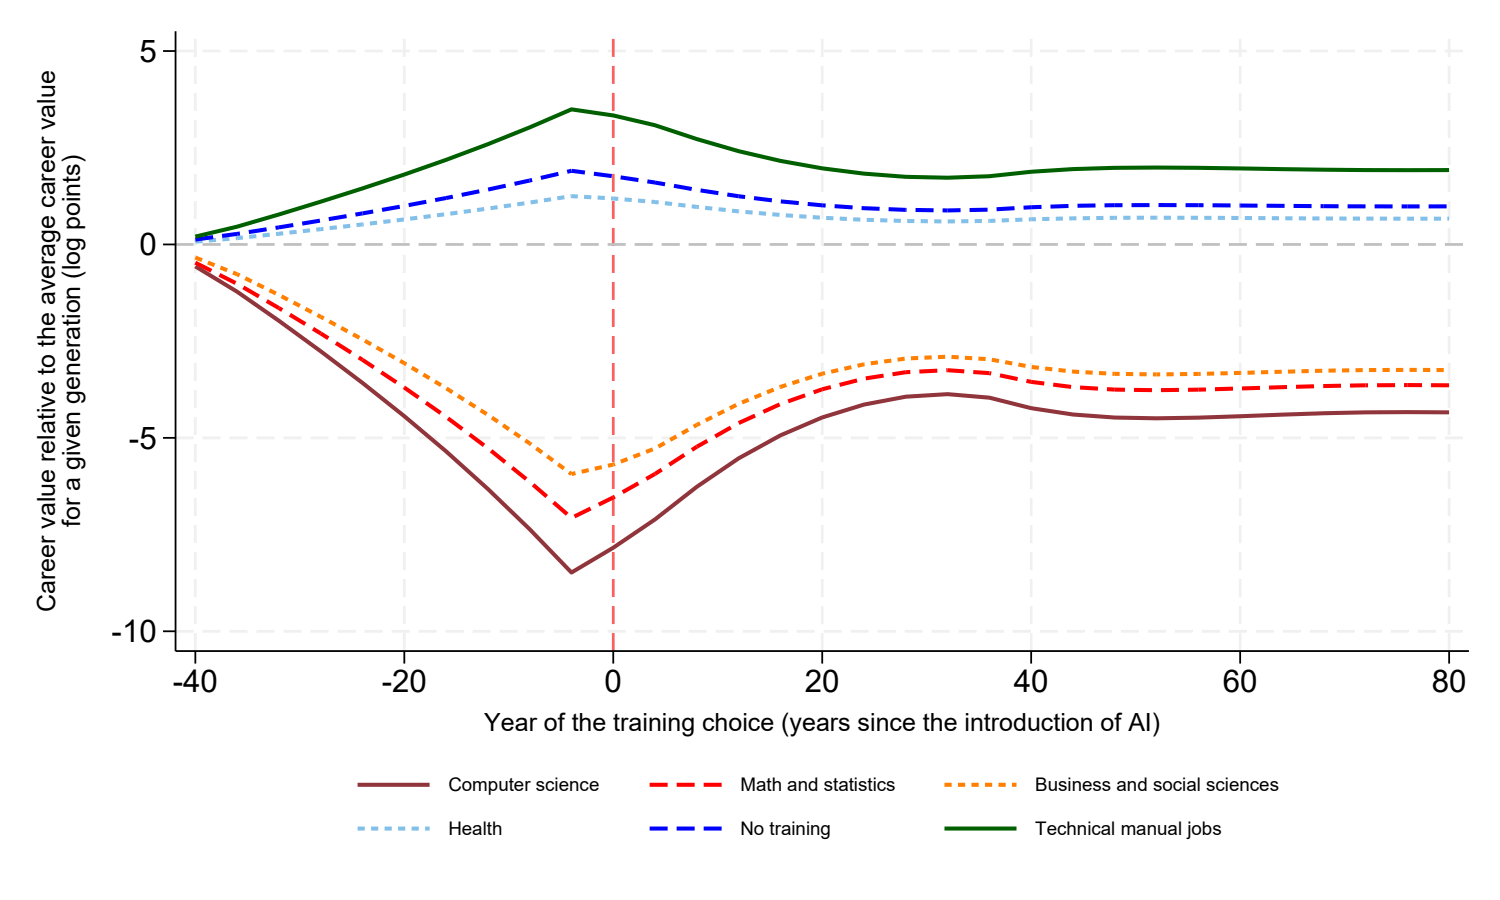 Career value relative to the average career value
for a given generation (log points)
5
0
-5
-10
-40
-20
0
20
40
60
80
Year of the training choice (years since the introduction of AI)
Computer science
Math and statistics
Business and social sciences
Health
No training
Technical manual jobs